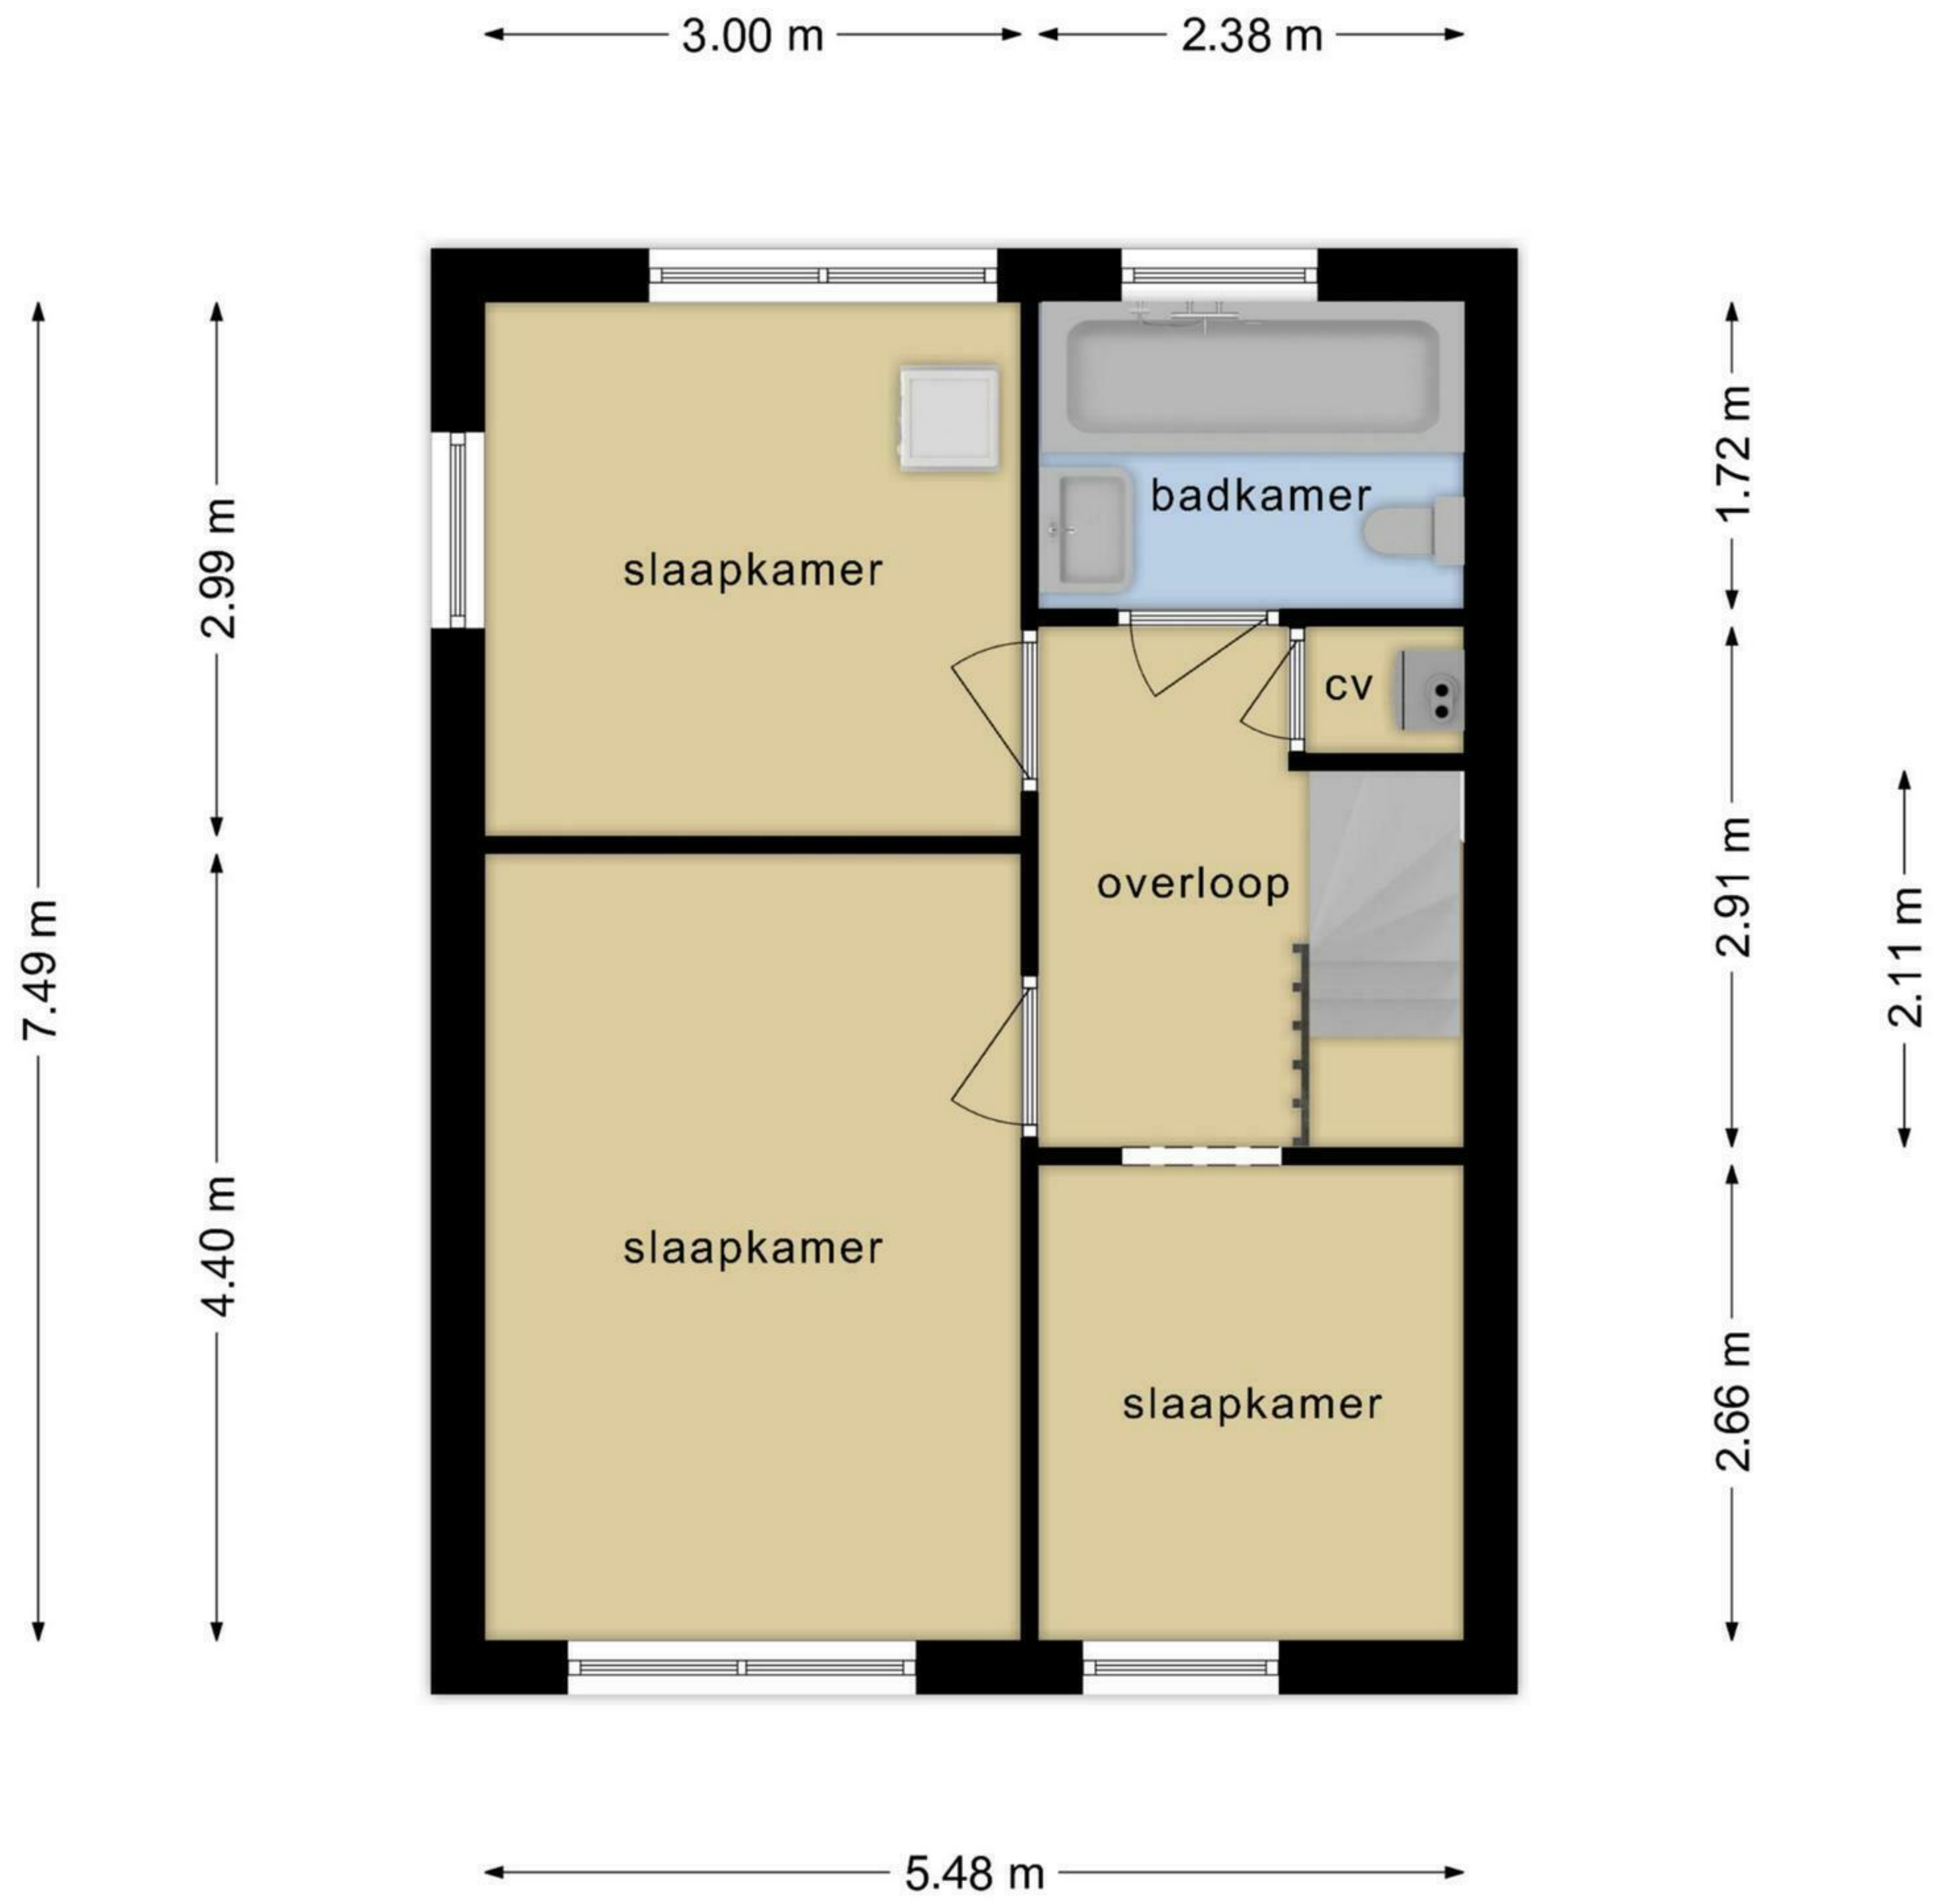 3.00 m
2.38 m
7.49 m
2.99 m
4.40 m
slaapkamer
badkamer
cv
overloop
slaapkamer
slaapkamer
1.72 m
2.91 m
2.11 m
2.66 m
5.48 m